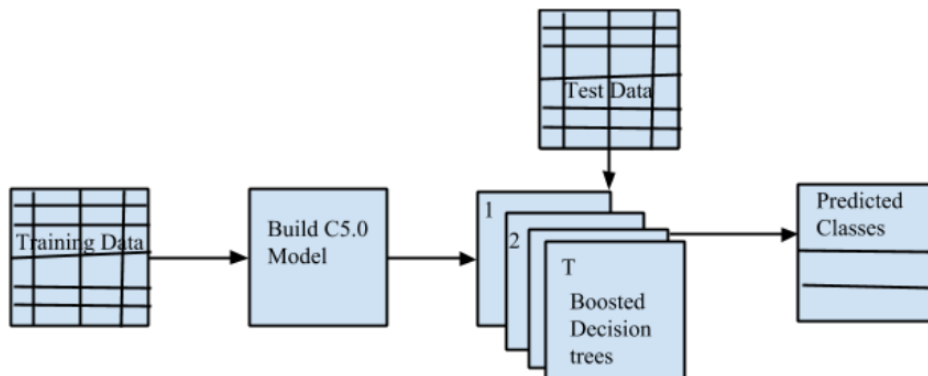 Test Data
Training Data
Build C5.0
Model
1
2
T
Boosted
Decision
trees
Predicted
Classes